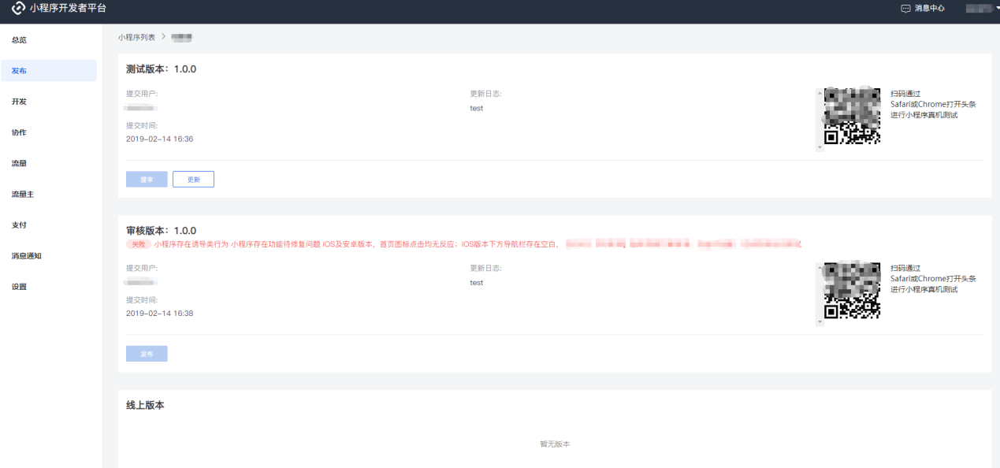 小程序开发者平台
消息中心
总览
发布
开发
协作
流量
流量主
支付
消息通知
设置
小程序列表 >
测试版本：1.0.0
提交用户:
更新日志:
test
提交时间:
2019-02-14 16:36
扫码通过
Safari或Chrome打开头条
进行小程序真机测试
提审 更新
审核版本：1.0.0
失败 小程序存在诱导类行为 小程序存在功能待修复问题 IOS及安卓版本，首页图标点击均无反应；IOS版本下方导航栏存在空白，
提交用户:
更新日志:
test
提交时间:
2019-02-14 16:38
扫码通过
Safari或Chrome打开头条
进行小程序真机测试
发布
线上版本
暂无版本